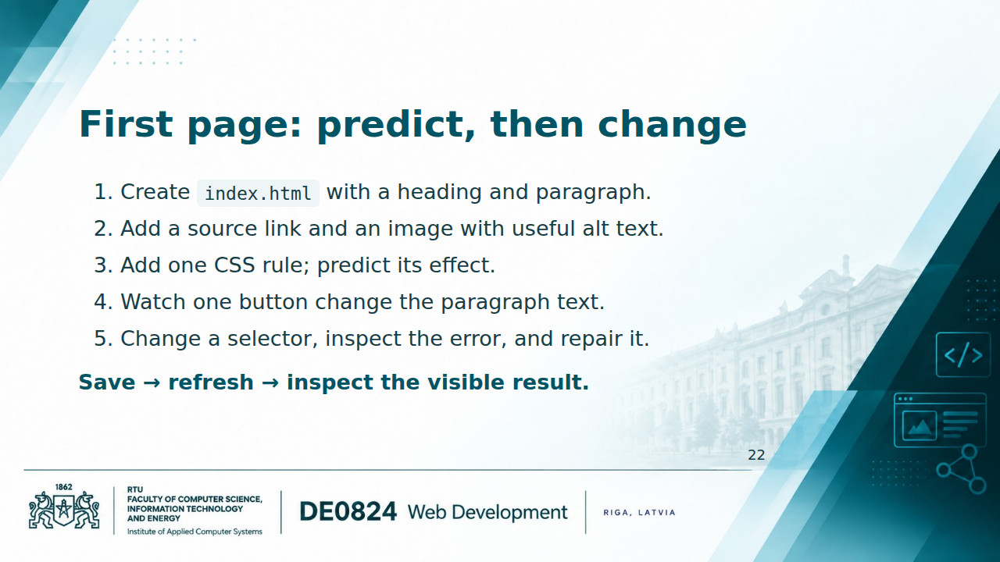 First page: predict, then change
1. Create index.html with a heading and paragraph.
2. Add a source link and an image with useful alt text.
3. Add one CSS rule; predict its effect.
4. Watch one button change the paragraph text.
5. Change a selector, inspect the error, and repair it.
Save → refresh → inspect the visible result.
</>
22
1862
RTU
FACULTY OF COMPUTER SCIENCE,
INFORMATION TECHNOLOGY
AND ENERGY
Institute of Applied Computer Systems
DE0824 Web Development
RIGA, LATVIA